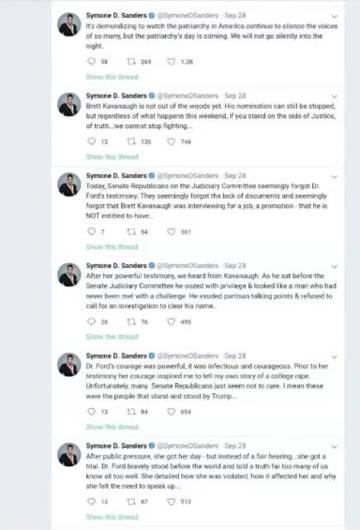 Symone D. Sanders @SymoneDSanders · Sep 28
It's demoralizing to watch the patriarchy in America continue to silence the voices
of so many, but the patriarchy's day is coming. We will not go silently into the
night.
58 264 1.2K
Show this thread
Symone D. Sanders @SymoneDSanders · Sep 28
Brett Kavanaugh is not out of the woods yet. His nomination can still be stopped,
but regardless of what happens this weekend, if you stand on the side of Justice,
of truth...we cannot stop fighting...
13 130 746
Show this thread
Symone D. Sanders @SymoneDSanders · Sep 28
Today, Senate Republicans on the Judiciary Committee seemingly forgot Dr.
Ford's testimony. They seemingly forgot the lack of documents and seemingly
forgot that Brett Kavanaugh was interviewing for a job, a promotion - that he is
NOT entitled to have...
7 54 361
Show this thread
Symone D. Sanders @SymoneDSanders · Sep 28
After her powerful testimony, we heard from Kavanaugh. As he sat before the
Senate Judiciary Committee he oozed with privilege & looked like a man who had
never been met with a challenge. He exuded partisan talking points & refused to
call for an investigation to clear his name..
26 76 490
Show this thread
Symone D. Sanders @SymoneDSanders · Sep 28
Dr. Ford's courage was powerful, it was infectious and courageous. Prior to her
testimony her courage inspired me to tell my own story of a college rape.
Unfortunately, many Senate Republicans just seem not to care. I mean these
were the people that stand and stood by Trump...
13 84 654
Show this thread
Symone D. Sanders @SymoneDSanders · Sep 28
After public pressure, she got her day - but instead of a fair hearing...she got a
trial. Dr. Ford bravely stood before the world and told a truth far too many of us
know all too well. She detailed how she was violated, how it affected her and why
she felt the need to speak up...
13 67 513
Show this thread